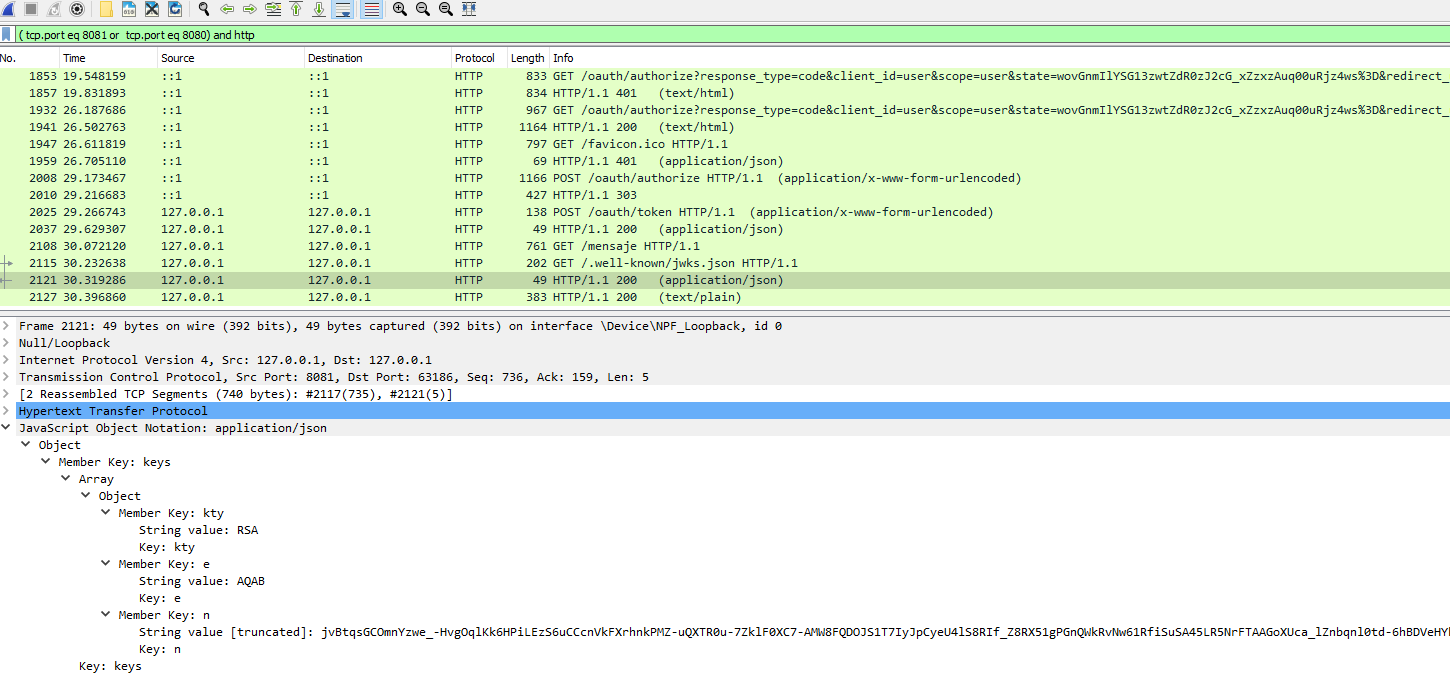 ( tcp.port eq 8081 or  tcp.port eq 8080) and http
No. Time Source Destination Protocol Length Info
1853 19.548159 ::1 ::1 HTTP 833 GET /oauth/authorize?response_type=code&client_id=user&scope=user&state=wovGnmIlYSG13zwtZdR0zJ2cG_xZzxzAuq00uRjz4ws%3D&redirect_
1857 19.831893 ::1 ::1 HTTP 834 HTTP/1.1 401   (text/html)
1932 26.187686 ::1 ::1 HTTP 967 GET /oauth/authorize?response_type=code&client_id=user&scope=user&state=wovGnmIlYSG13zwtZdR0zJ2cG_xZzxzAuq00uRjz4ws%3D&redirect_
1941 26.502763 ::1 ::1 HTTP 1164 HTTP/1.1 200   (text/html)
1947 26.611819 ::1 ::1 HTTP 797 GET /favicon.ico HTTP/1.1
1959 26.705110 ::1 ::1 HTTP 69 HTTP/1.1 401   (application/json)
2008 29.173467 ::1 ::1 HTTP 1166 POST /oauth/authorize HTTP/1.1  (application/x-www-form-urlencoded)
2010 29.216683 ::1 ::1 HTTP 427 HTTP/1.1 303
2025 29.266743 127.0.0.1 127.0.0.1 HTTP 138 POST /oauth/token HTTP/1.1  (application/x-www-form-urlencoded)
2037 29.629307 127.0.0.1 127.0.0.1 HTTP 49 HTTP/1.1 200   (application/json)
2108 30.072120 127.0.0.1 127.0.0.1 HTTP 761 GET /mensaje HTTP/1.1
2115 30.232638 127.0.0.1 127.0.0.1 HTTP 202 GET /.well-known/jwks.json HTTP/1.1
2121 30.319286 127.0.0.1 127.0.0.1 HTTP 49 HTTP/1.1 200   (application/json)
2127 30.396860 127.0.0.1 127.0.0.1 HTTP 383 HTTP/1.1 200   (text/plain)
Frame 2121: 49 bytes on wire (392 bits), 49 bytes captured (392 bits) on interface \Device\NPF_Loopback, id 0
Null/Loopback
Internet Protocol Version 4, Src: 127.0.0.1, Dst: 127.0.0.1
Transmission Control Protocol, Src Port: 8081, Dst Port: 63186, Seq: 736, Ack: 159, Len: 5
[2 Reassembled TCP Segments (740 bytes): #2117(735), #2121(5)]
Hypertext Transfer Protocol
JavaScript Object Notation: application/json
Object
Member Key: keys
Array
Object
Member Key: kty
String value: RSA
Key: kty
Member Key: e
String value: AQAB
Key: e
Member Key: n
String value [truncated]: jvBtqsGCOmnYzwe_-HvgOqlKk6HPiLEzS6uCCcnVkFXrhnkPMZ-uQXTR0u-7ZklF0XC7-AMW8FQDOJS1T7IyJpCyeU4lS8RIf_Z8RX51gPGnQWkRvNw61RfiSuSA45LR5NrFTAAGoXUca_lZnbqnl0td-6hBDVeHY
Key: n
Key: keys